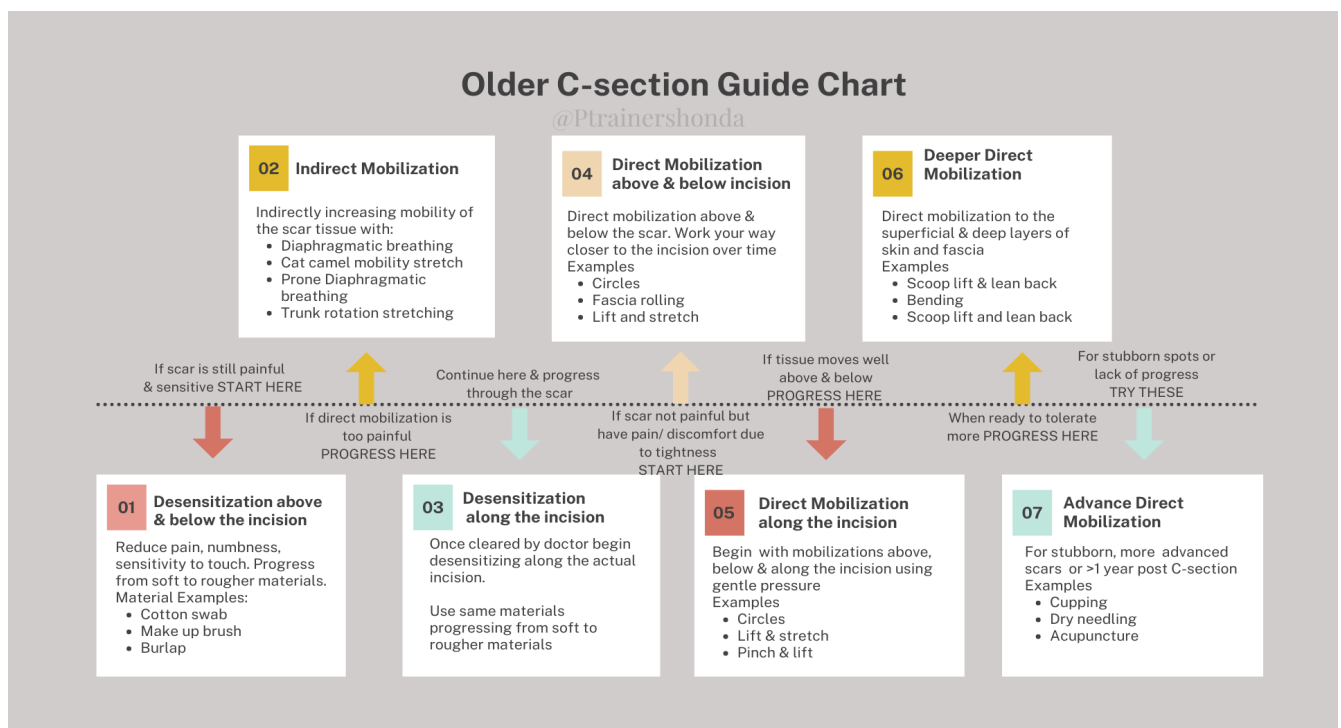 Older C-section Guide Chart
@Ptrainershonda
02
Indirect Mobilization
Indirectly increasing mobility of
the scar tissue with:
• Diaphragmatic breathing
• Cat camel mobility stretch
• Prone Diaphragmatic
breathing
• Trunk rotation stretching
04
Direct Mobilization
above & below incision
Direct mobilization above &
below the scar. Work your way
closer to the incision over time
Examples
• Circles
• Fascia rolling
• Lift and stretch
06
Deeper Direct
Mobilization
Direct mobilization to the
superficial & deep layers of
skin and fascia
Examples
• Scoop lift & lean back
• Bending
• Scoop lift and lean back
If scar is still painful
& sensitive START HERE
If direct mobilization is
too painful
PROGRESS HERE
Continue here & progress
through the scar
If scar not painful but
have pain/ discomfort due
to tightness
START HERE
If tissue moves well
above & below
PROGRESS HERE
When ready to tolerate
more PROGRESS HERE
For stubborn spots or
lack of progress
TRY THESE
01
Desensitization above
& below the incision
Reduce pain, numbness,
sensitivity to touch. Progress
from soft to rougher materials.
Material Examples:
• Cotton swab
• Make up brush
• Burlap
03
Desensitization
along the incision
Once cleared by doctor begin
desensitizing along the actual
incision.
Use same materials
progressing from soft to
rougher materials
05
Direct Mobilization
along the incision
Begin with mobilizations above,
below & along the incision using
gentle pressure
Examples
• Circles
• Lift & stretch
• Pinch & lift
07
Advance Direct
Mobilization
For stubborn, more advanced
scars or >1 year post C-section
Examples
• Cupping
• Dry needling
• Acupuncture